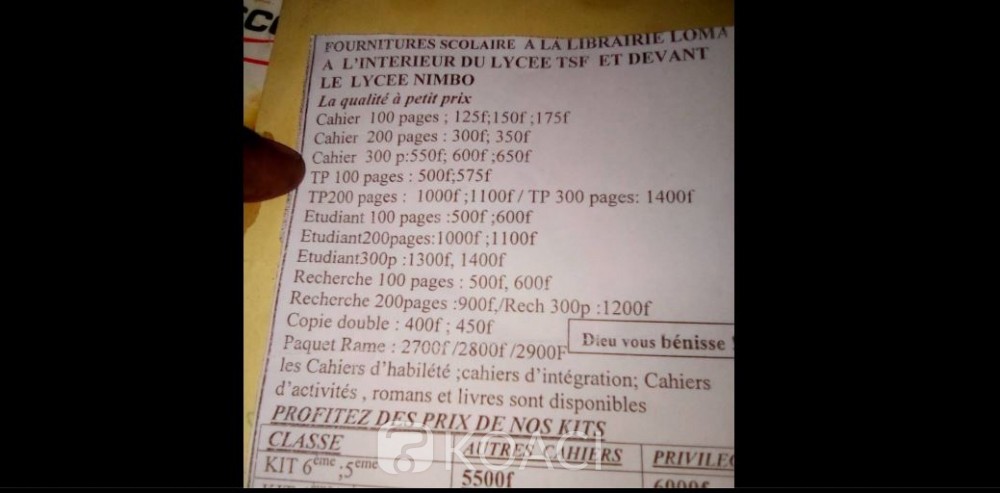 FOURNITURES SCOLAIRE A LA LIBRAIRIE LOMA
A L'INTERIEUR DU LYCEE TSF ET DEVANT
LE LYCEE NIMBO
La qualité à petit prix
Cahier 100 pages ; 125f;150f ;175f
Cahier 200 pages : 300f; 350f
Cahier 300 p:550f; 600f ;650f
TP 100 pages : 500f;575f
TP200 pages : 1000f ;1100f / TP 300 pages: 1400f
Etudiant 100 pages :500f ;600f
Etudiant200pages:1000f ;1100f
Etudiant300p :1300f, 1400f
Recherche 100 pages : 500f, 600f
Recherche 200pages :900f,/Rech 300p :1200f
Copie double : 400f ; 450f
Paquet Rame : 2700f /2800f /2900F
Dieu vous bénisse !
les Cahiers d'habilété ;cahiers d'intégration; Cahiers
d'activités , romans et livres sont disponibles
PROFITEZ DES PRIX DE NOS KITS
CLASSE AUTRES CAHIERS PRIVILEG
KIT 6ème ;5eme 5500f 6000f
KOACI